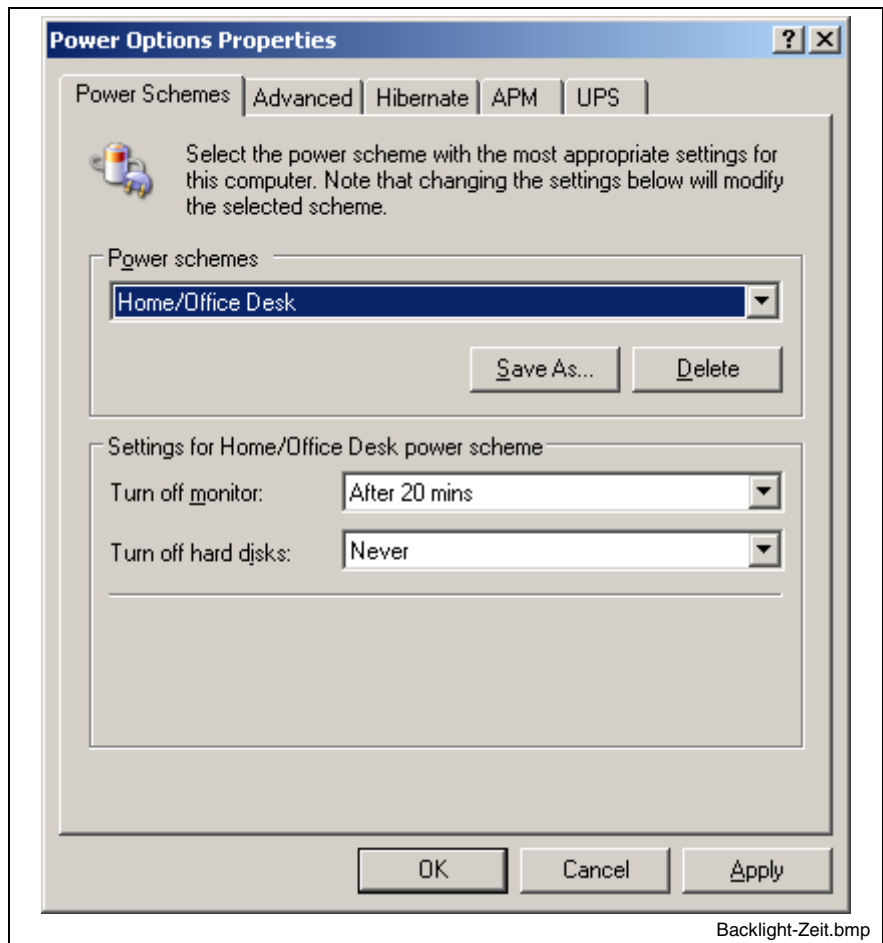 Power Options Properties
Power Schemes Advanced Hibernate APM UPS
Select the power scheme with the most appropriate settings for
this computer. Note that changing the settings below will modify
the selected scheme.
Power schemes
Home/Office Desk
Save As... Delete
Settings for Home/Office Desk power scheme
Turn off monitor: After 20 mins
Turn off hard disks: Never
OK Cancel Apply
Backlight-Zeit.bmp